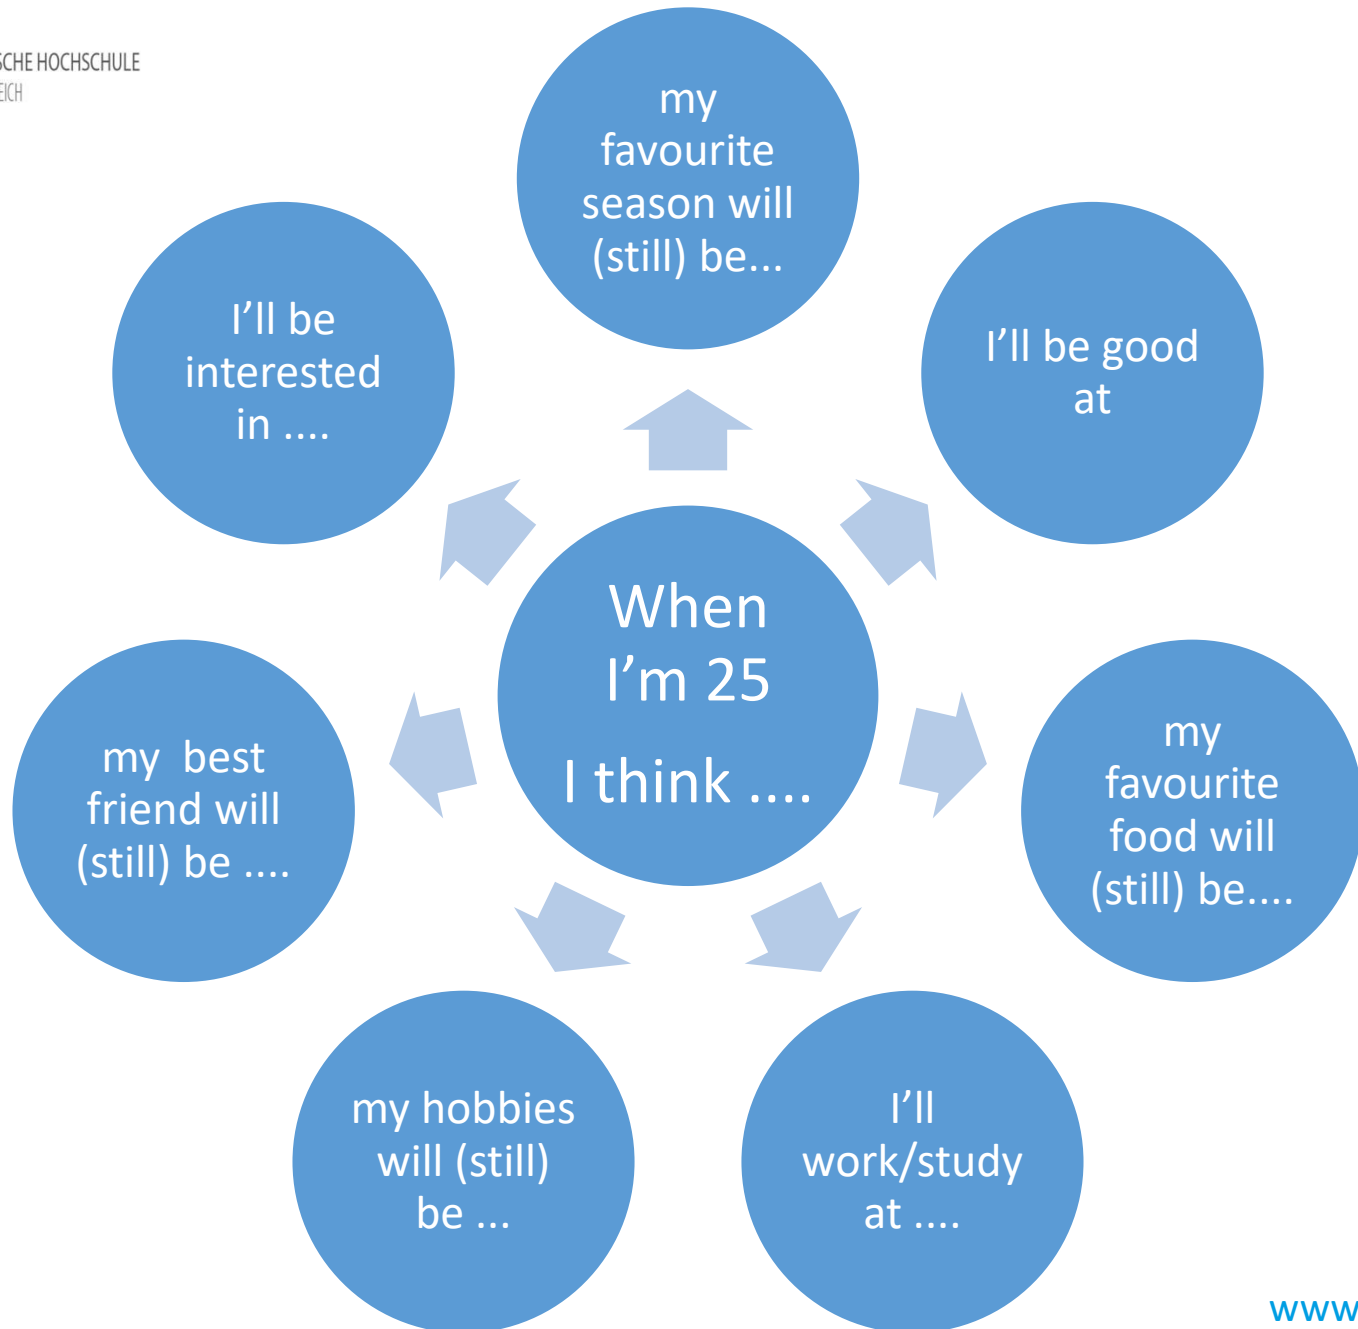 SCHE HOCHSCHULE
EICH
my
favourite
season will
(still) be...
I'll be good
at
my
favourite
food will
(still) be....
I'll
work/study
at ....
my hobbies
will (still)
be ...
my  best
friend will
(still) be ....
I'll be
interested
in ....
When
I'm 25
I think ....
www